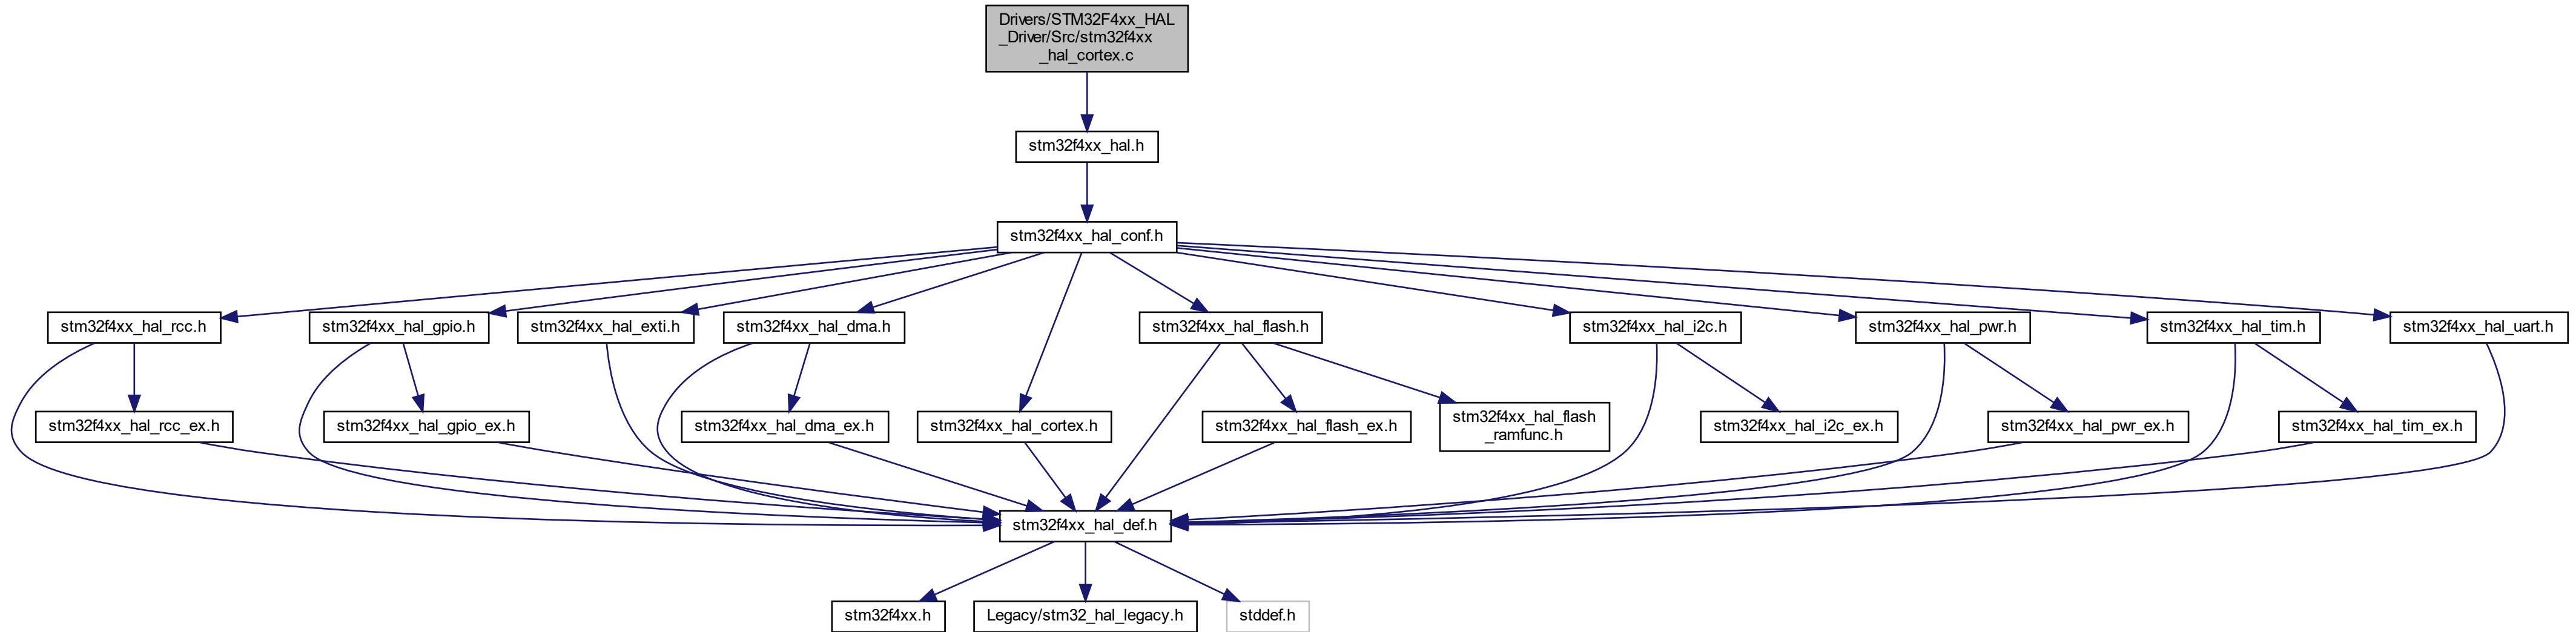 Drivers/STM32F4xx_HAL
_Driver/Src/stm32f4xx
_hal_cortex.c
stm32f4xx_hal.h
stm32f4xx_hal_conf.h
stm32f4xx_hal_rcc.h
stm32f4xx_hal_gpio.h
stm32f4xx_hal_exti.h
stm32f4xx_hal_dma.h
stm32f4xx_hal_flash.h
stm32f4xx_hal_i2c.h
stm32f4xx_hal_pwr.h
stm32f4xx_hal_tim.h
stm32f4xx_hal_uart.h
stm32f4xx_hal_rcc_ex.h
stm32f4xx_hal_gpio_ex.h
stm32f4xx_hal_dma_ex.h
stm32f4xx_hal_cortex.h
stm32f4xx_hal_flash_ex.h
stm32f4xx_hal_flash
_ramfunc.h
stm32f4xx_hal_i2c_ex.h
stm32f4xx_hal_pwr_ex.h
stm32f4xx_hal_tim_ex.h
stm32f4xx_hal_def.h
stm32f4xx.h
Legacy/stm32_hal_legacy.h
stddef.h